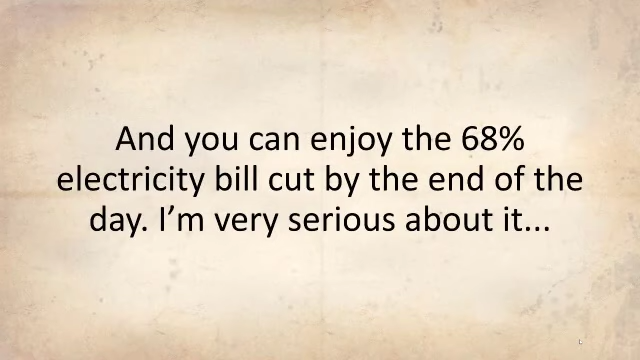 And you can enjoy the 68%
electricity bill cut by the end of the
day. I’m very serious about it...